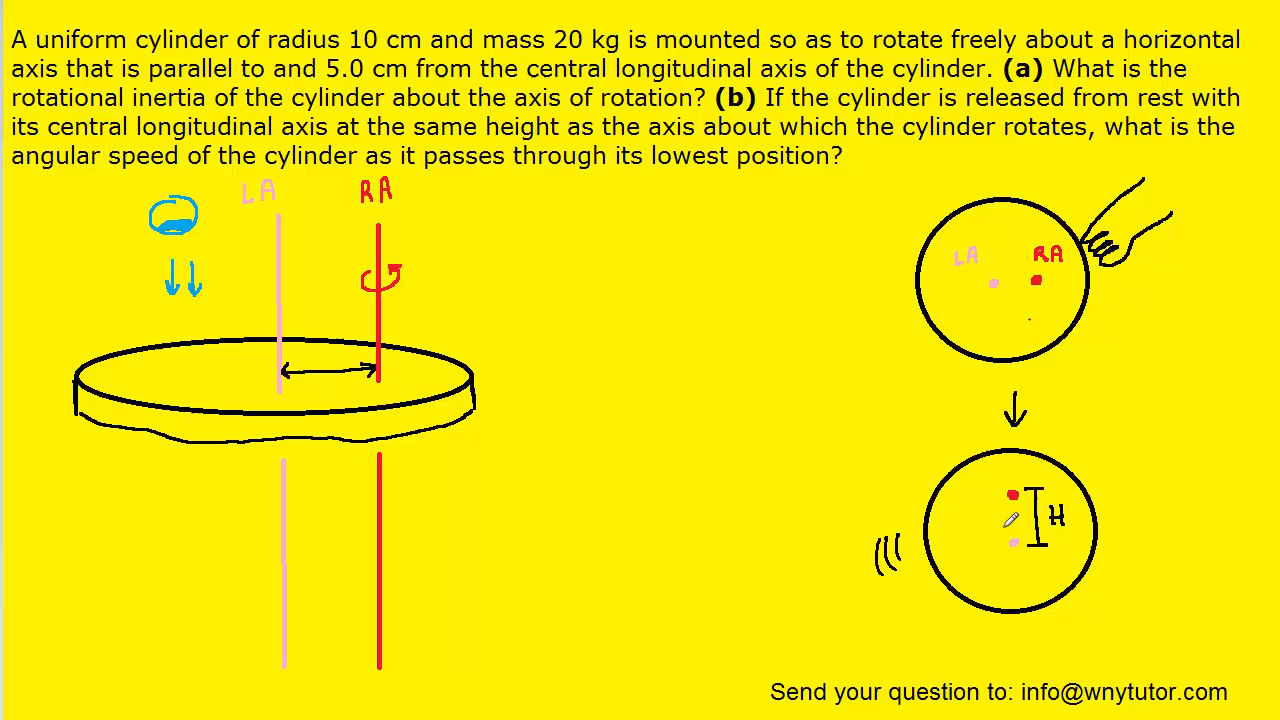 A uniform cylinder of radius 10 cm and mass 20 kg is mounted so as to rotate freely about a horizontal
axis that is parallel to and 5.0 cm from the central longitudinal axis of the cylinder. (a) What is the
rotational inertia of the cylinder about the axis of rotation? (b) If the cylinder is released from rest with
its central longitudinal axis at the same height as the axis about which the cylinder rotates, what is the
angular speed of the cylinder as it passes through its lowest position?
LA
RA
LA
RA
H
Send your question to: info@wnytutor.com